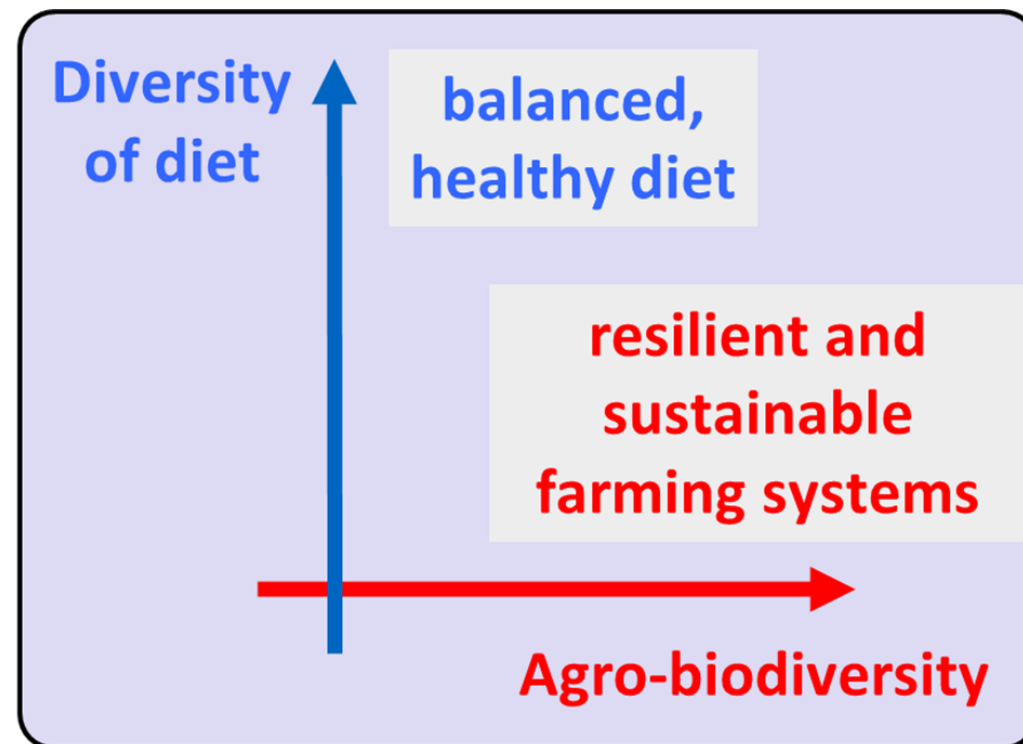 Diversity
of diet
balanced,
healthy diet
resilient and
sustainable
farming systems
Agro-biodiversity